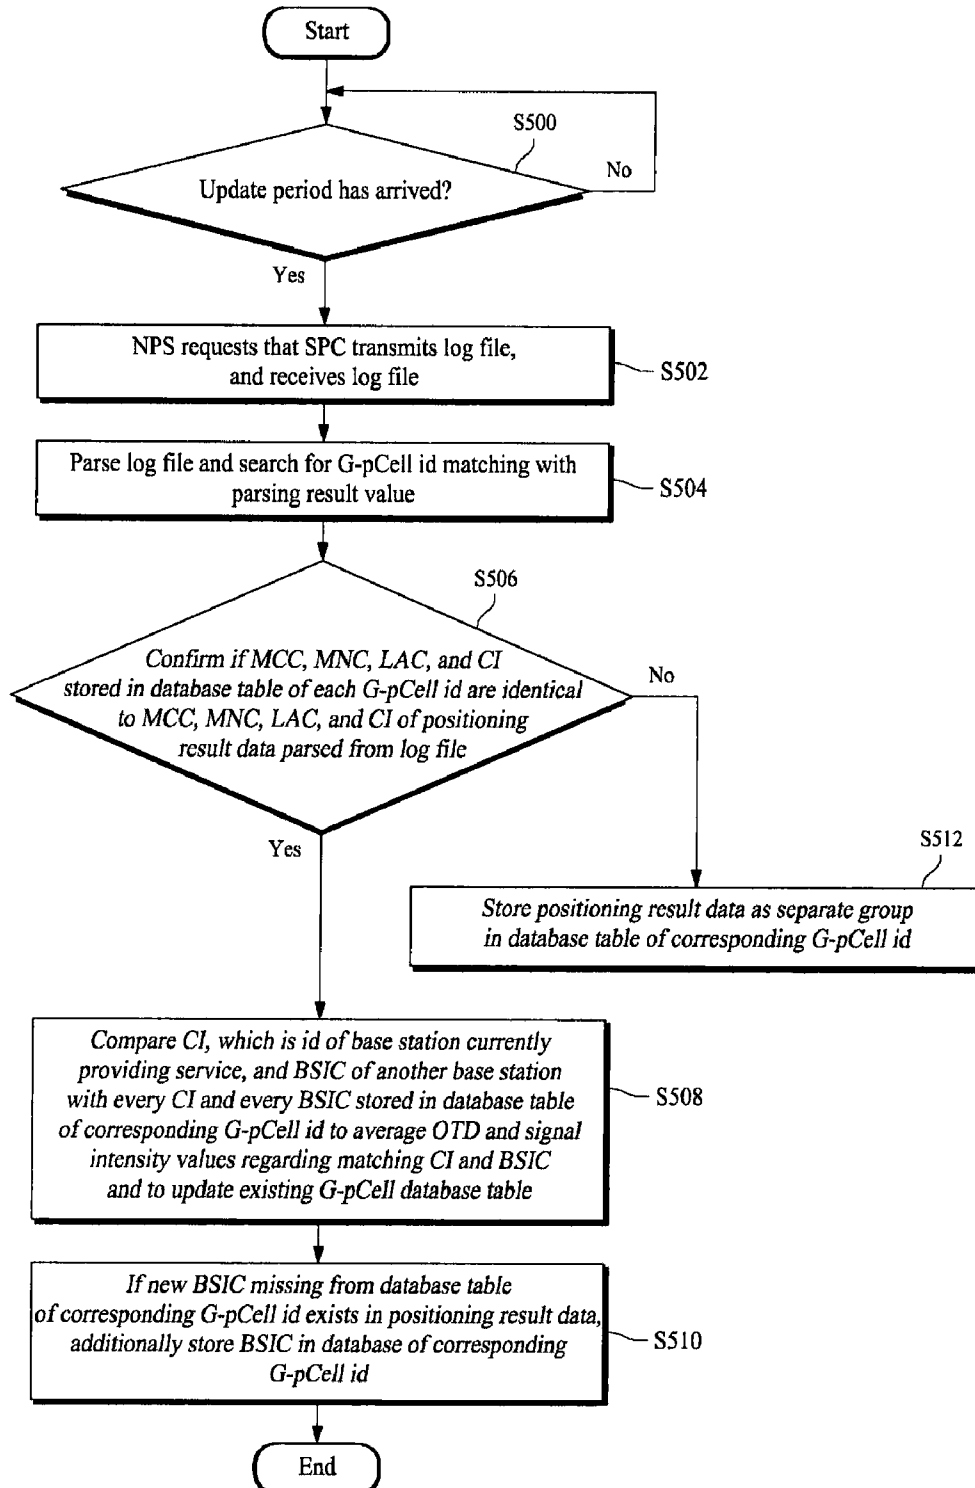 Start
S500
No
Update period has arrived?
Yes
NPS requests that SPC transmits log file,
and receives log file
S502
Parse log file and search for G-pCell id matching with
parsing result value
S504
S506
Confirm if MCC, MNC, LAC, and CI
stored in database table of each G-pCell id are identical
to MCC, MNC, LAC, and CI of positioning
result data parsed from log file
No
Yes
S512
Store positioning result data as separate group
in database table of corresponding G-pCell id
Compare CI, which is id of base station currently
providing service, and BSIC of another base station
with every CI and every BSIC stored in database table
of corresponding G-pCell id to average OTD and signal
intensity values regarding matching CI and BSIC
and to update existing G-pCell database table
S508
If new BSIC missing from database table
of corresponding G-pCell id exists in positioning result data,
additionally store BSIC in database of corresponding
G-pCell id
S510
End